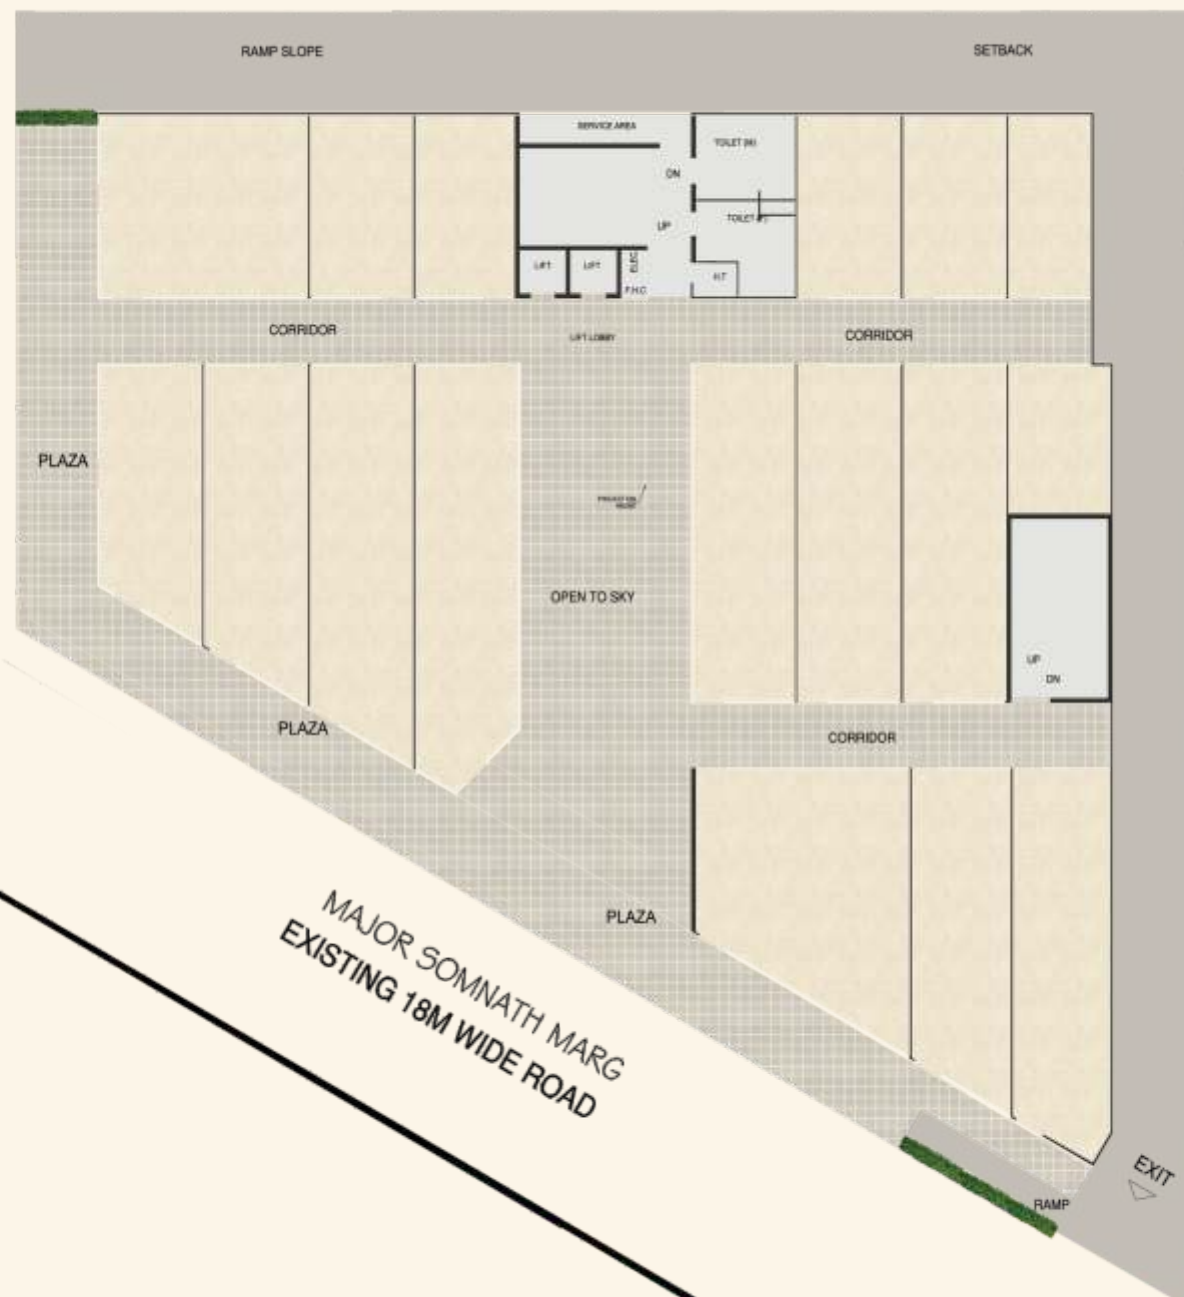 RAMP SLOPE
SETBACK
SERVICE AREA
TOILET (M)
DN
TOILET
UP
LIFT
LIFT
ELEC
F.H.C
H.T
CORRIDOR
LIFT LOBBY
CORRIDOR
PLAZA
OPEN TO SKY
UP
DN
PLAZA
CORRIDOR
PLAZA
MAJOR SOMNATH MARG
EXISTING 18M WIDE ROAD
EXIT
RAMP